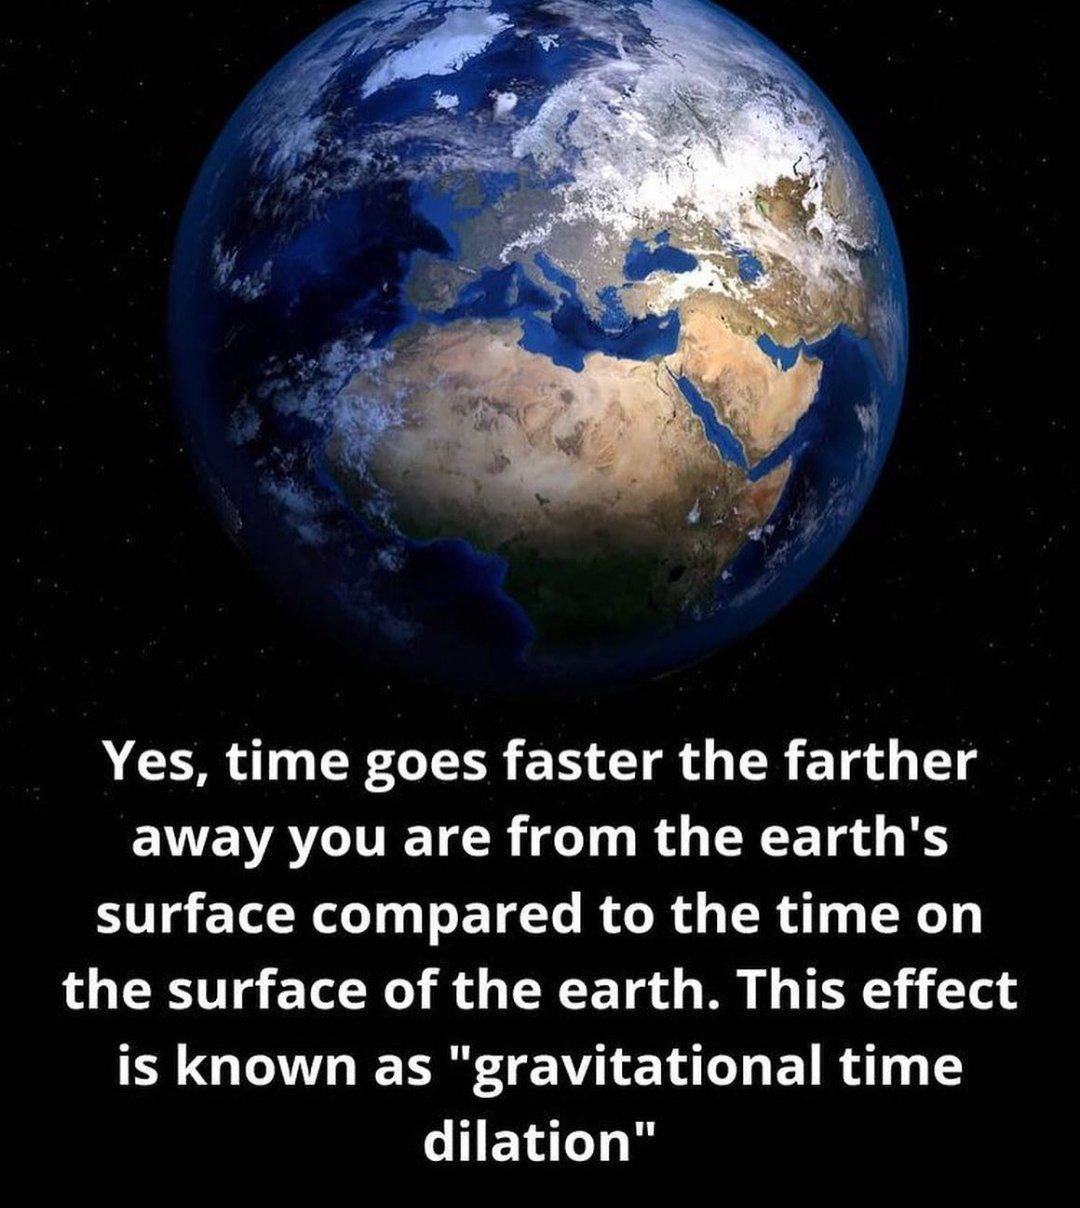 Yes, time goes faster the farther
away you are from the earth's
surface compared to the time on
the surface of the earth. This effect
is known as "gravitational time
dilation"